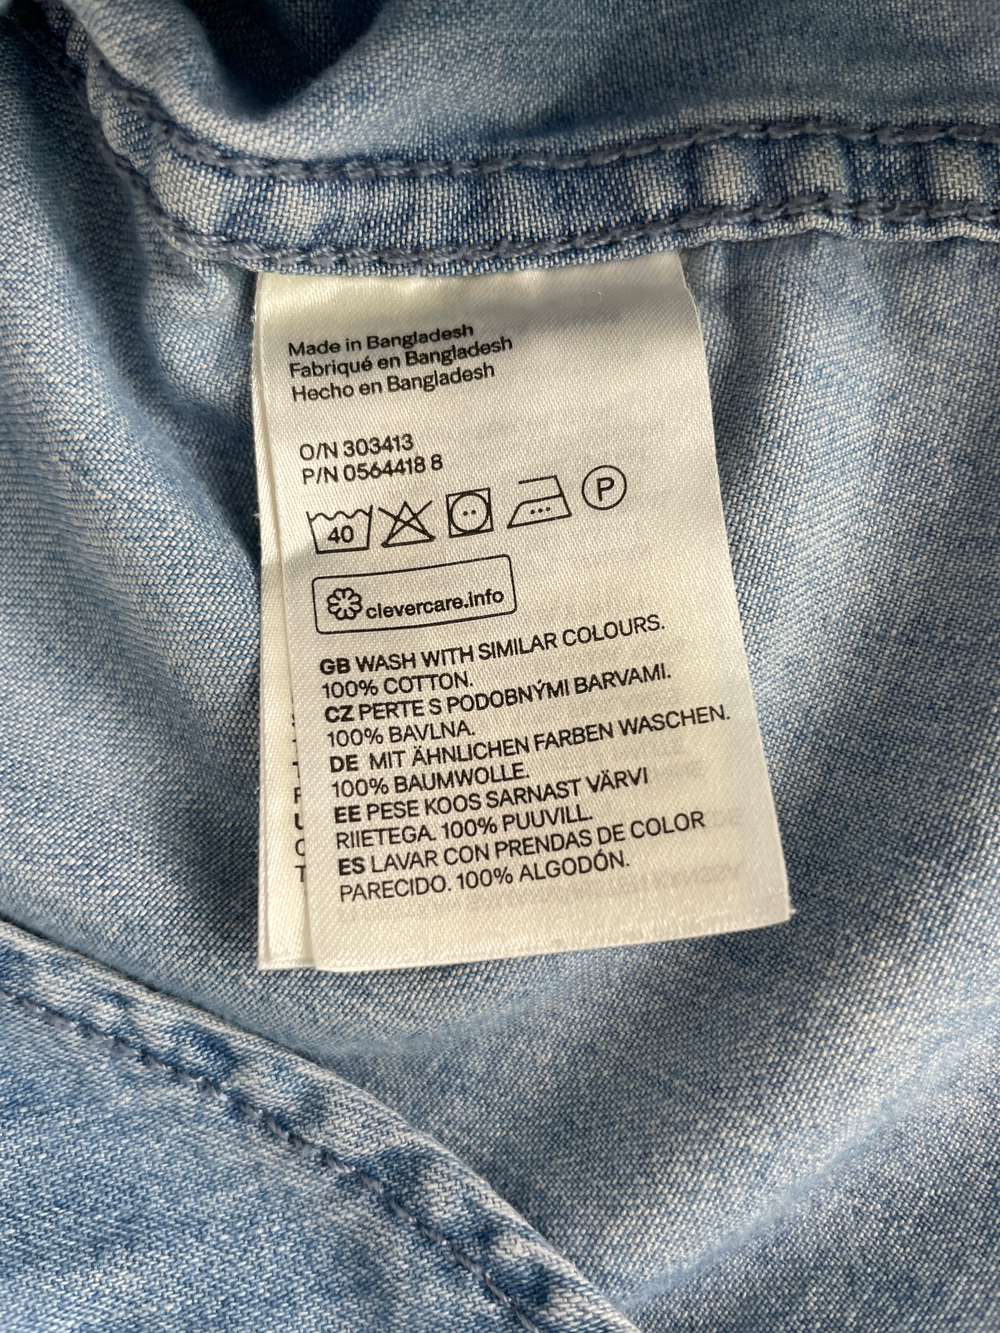 Made in Bangladesh
Fabriqué en Bangladesh
Hecho en Bangladesh
O/N 303413
P/N 0564418 8
40 P
clevercare.info
GB WASH WITH SIMILAR COLOURS.
100% COTTON.
CZ PERTE S PODOBNÝMI BARVAMI.
100% BAVLNA.
DE MIT ÄHNLICHEN FARBEN WASCHEN.
100% BAUMWOLLE.
EE PESE KOOS SARNAST VÄRVI
RIIETEGA. 100% PUUVILL.
ES LAVAR CON PRENDAS DE COLOR
PARECIDO. 100% ALGODÓN.